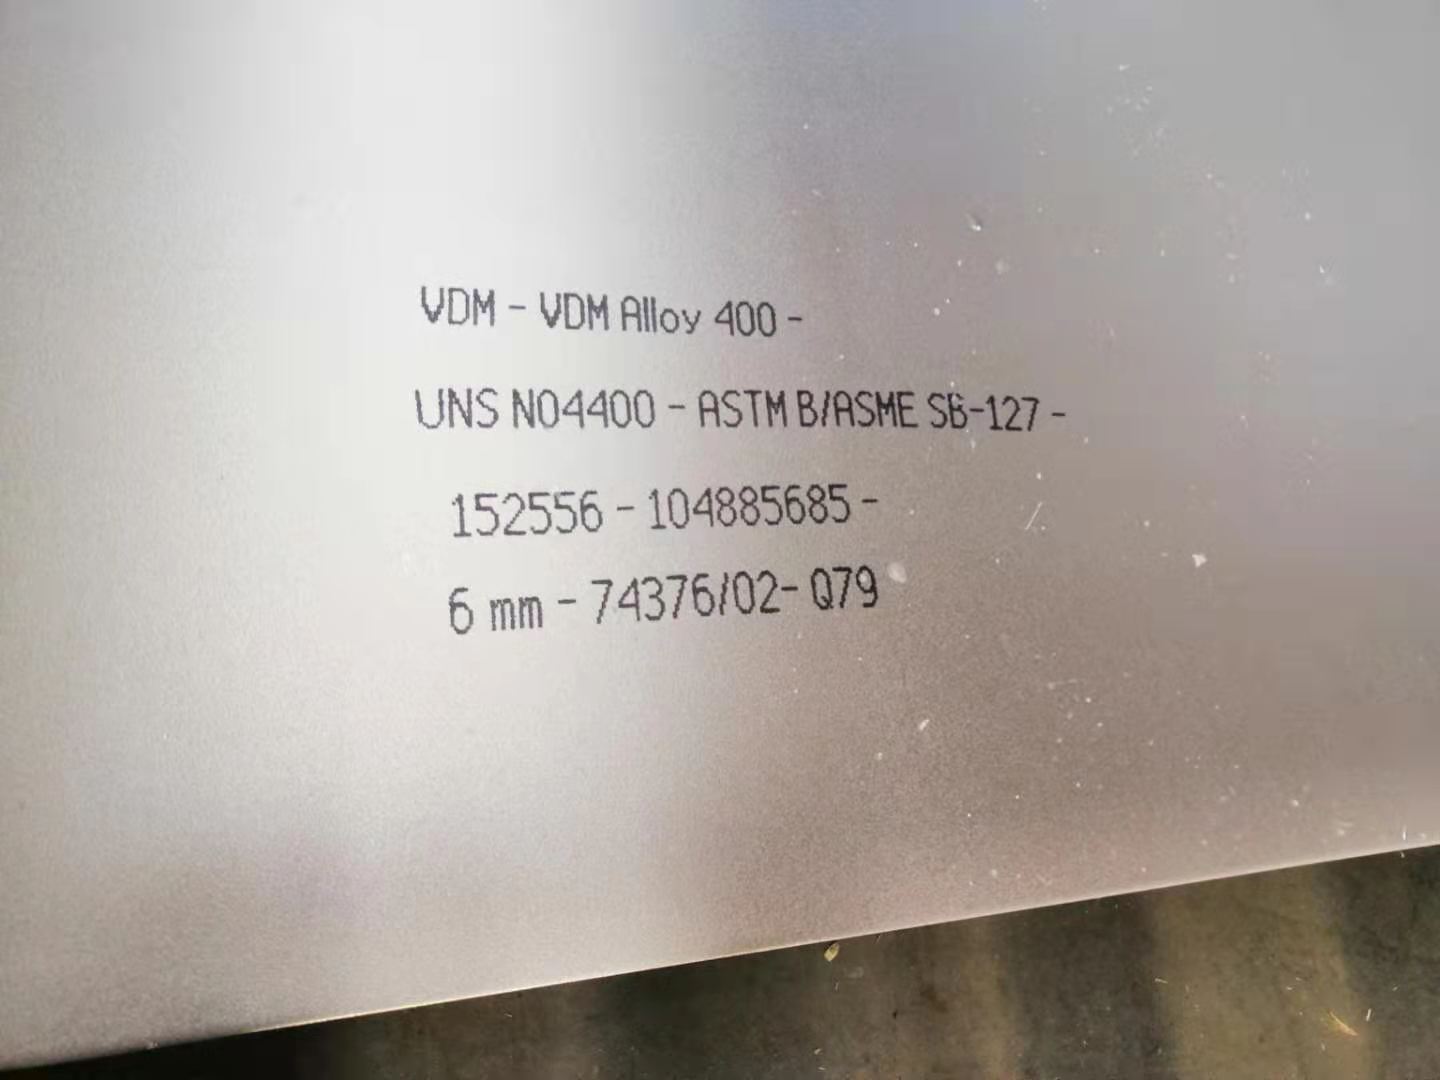 VDM - VDM Alloy 400 -
UNS N04400 - ASTM B/ASME SB-127 -
152556 - 104885685 -
6 mm - 74376/02- Q79